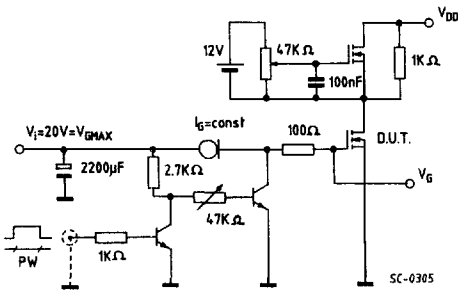 V_DD
12V
47KΩ
1KΩ
100nF
V_i=20V=V_GMAX
I_G=const
100Ω
D.U.T.
2200μF
2.7KΩ
V_G
47KΩ
PW
1KΩ
SC-0305